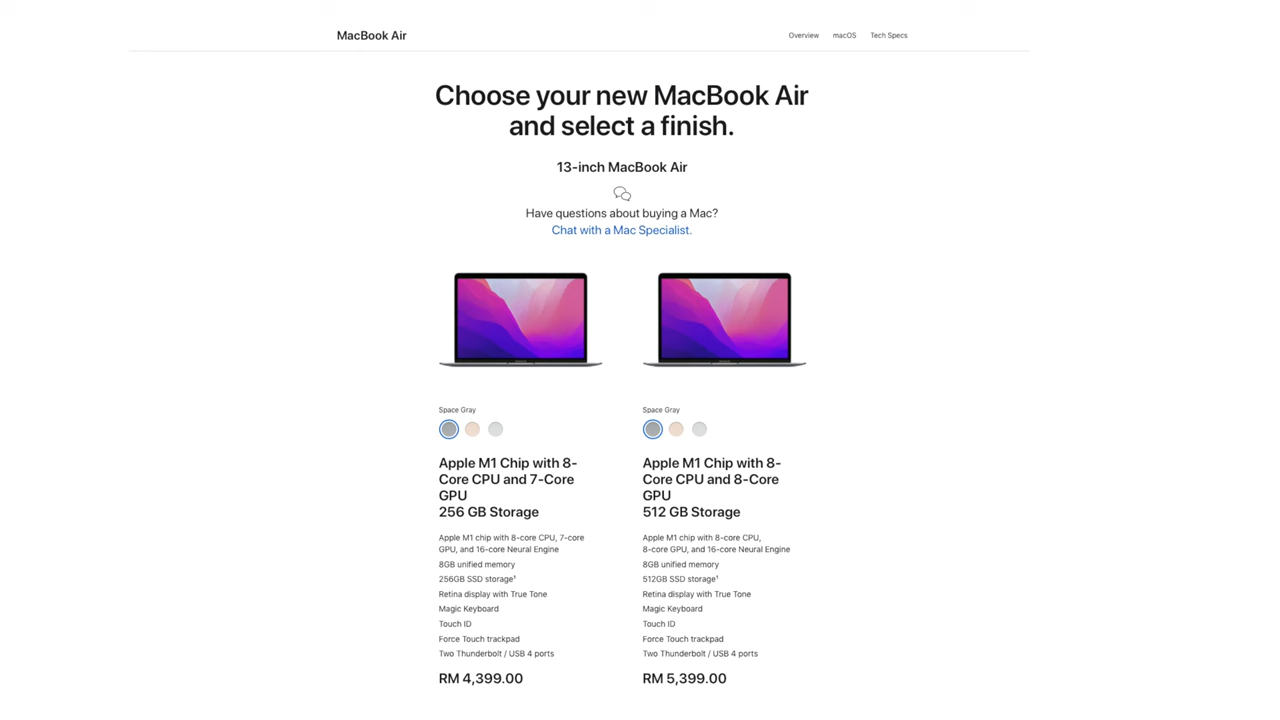 MacBook Air
Overview macOS Tech Specs
Choose your new MacBook Air
and select a finish.
13-inch MacBook Air
Have questions about buying a Mac?
Chat with a Mac Specialist.
Space Gray
Apple M1 Chip with 8-
Core CPU and 7-Core
GPU
256 GB Storage
Apple M1 chip with 8-core CPU, 7-core
GPU, and 16-core Neural Engine
8GB unified memory
256GB SSD storage¹
Retina display with True Tone
Magic Keyboard
Touch ID
Force Touch trackpad
Two Thunderbolt / USB 4 ports
RM 4,399.00
Space Gray
Apple M1 Chip with 8-
Core CPU and 8-Core
GPU
512 GB Storage
Apple M1 chip with 8-core CPU,
8-core GPU, and 16-core Neural Engine
8GB unified memory
512GB SSD storage¹
Retina display with True Tone
Magic Keyboard
Touch ID
Force Touch trackpad
Two Thunderbolt / USB 4 ports
RM 5,399.00